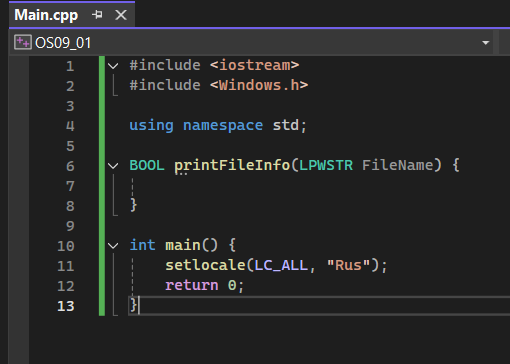 Main.cpp
OS09_01
1 #include <iostream>
2 #include <Windows.h>
3
4 using namespace std;
5
6 BOOL printFileInfo(LPWSTR FileName) {
7
8 }
9
10 int main() {
11 setlocale(LC_ALL, "Rus");
12 return 0;
13 }